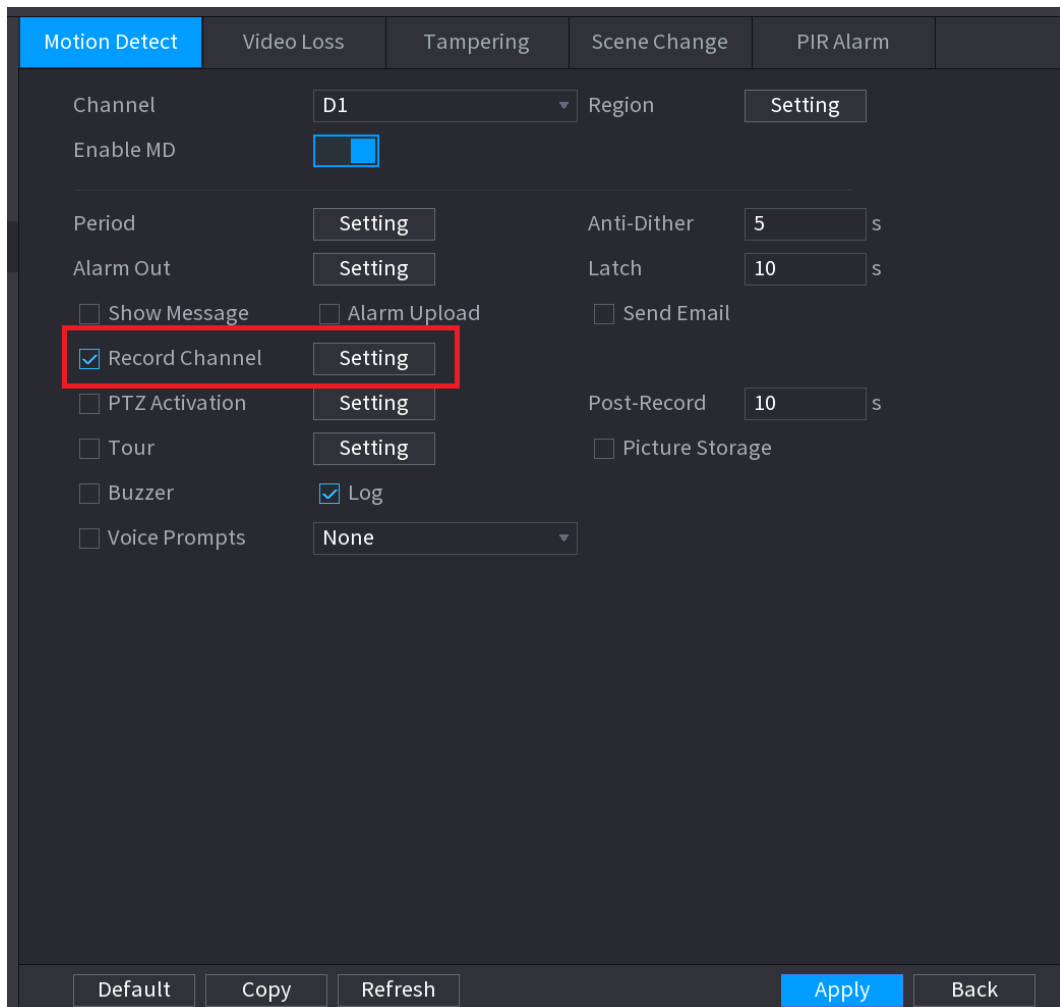 Motion Detect Video Loss Tampering Scene Change PIR Alarm
Channel D1 Region Setting
Enable MD
Period Setting Anti-Dither 5 s
Alarm Out Setting Latch 10 s
Show Message Alarm Upload Send Email
Record Channel Setting
PTZ Activation Setting Post-Record 10 s
Tour Setting Picture Storage
Buzzer Log
Voice Prompts None
Default Copy Refresh Apply Back